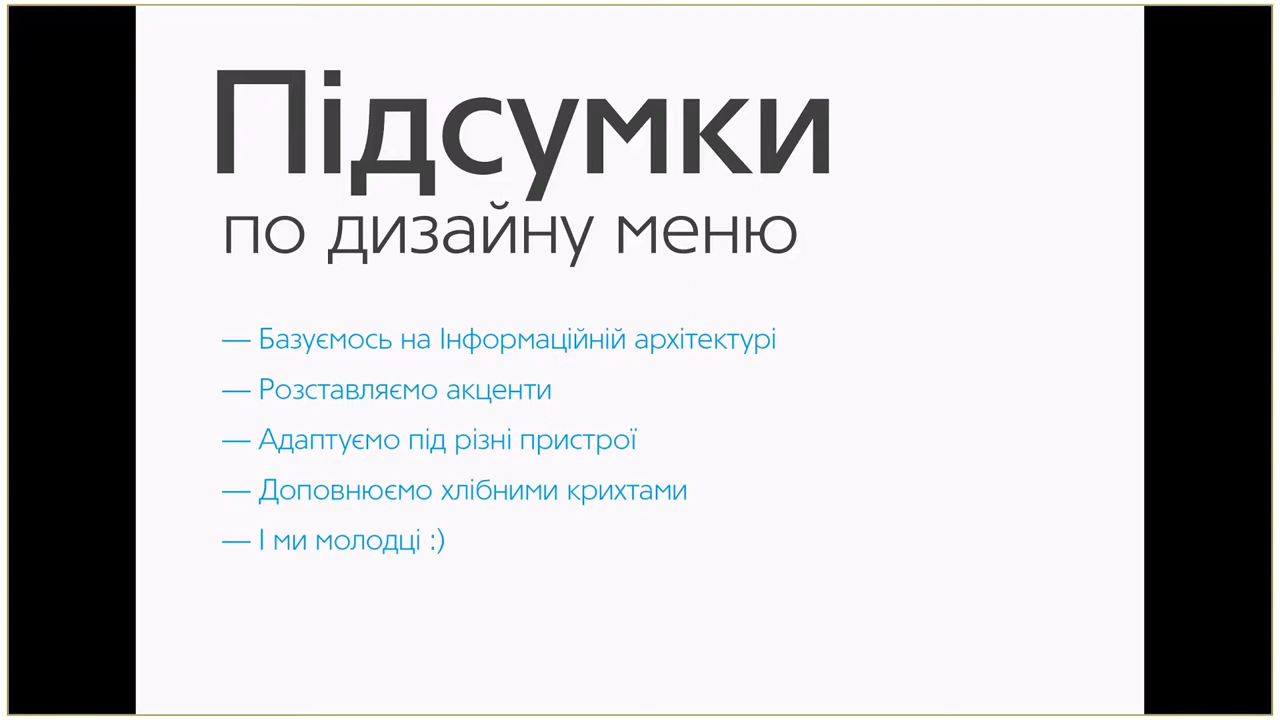 Підсумки
по дизайну меню
— Базуємось на Інформаційній архітектурі
— Розставляємо акценти
— Адаптуємо під різні пристрої
— Доповнюємо хлібними крихтами
— І ми молодці :)